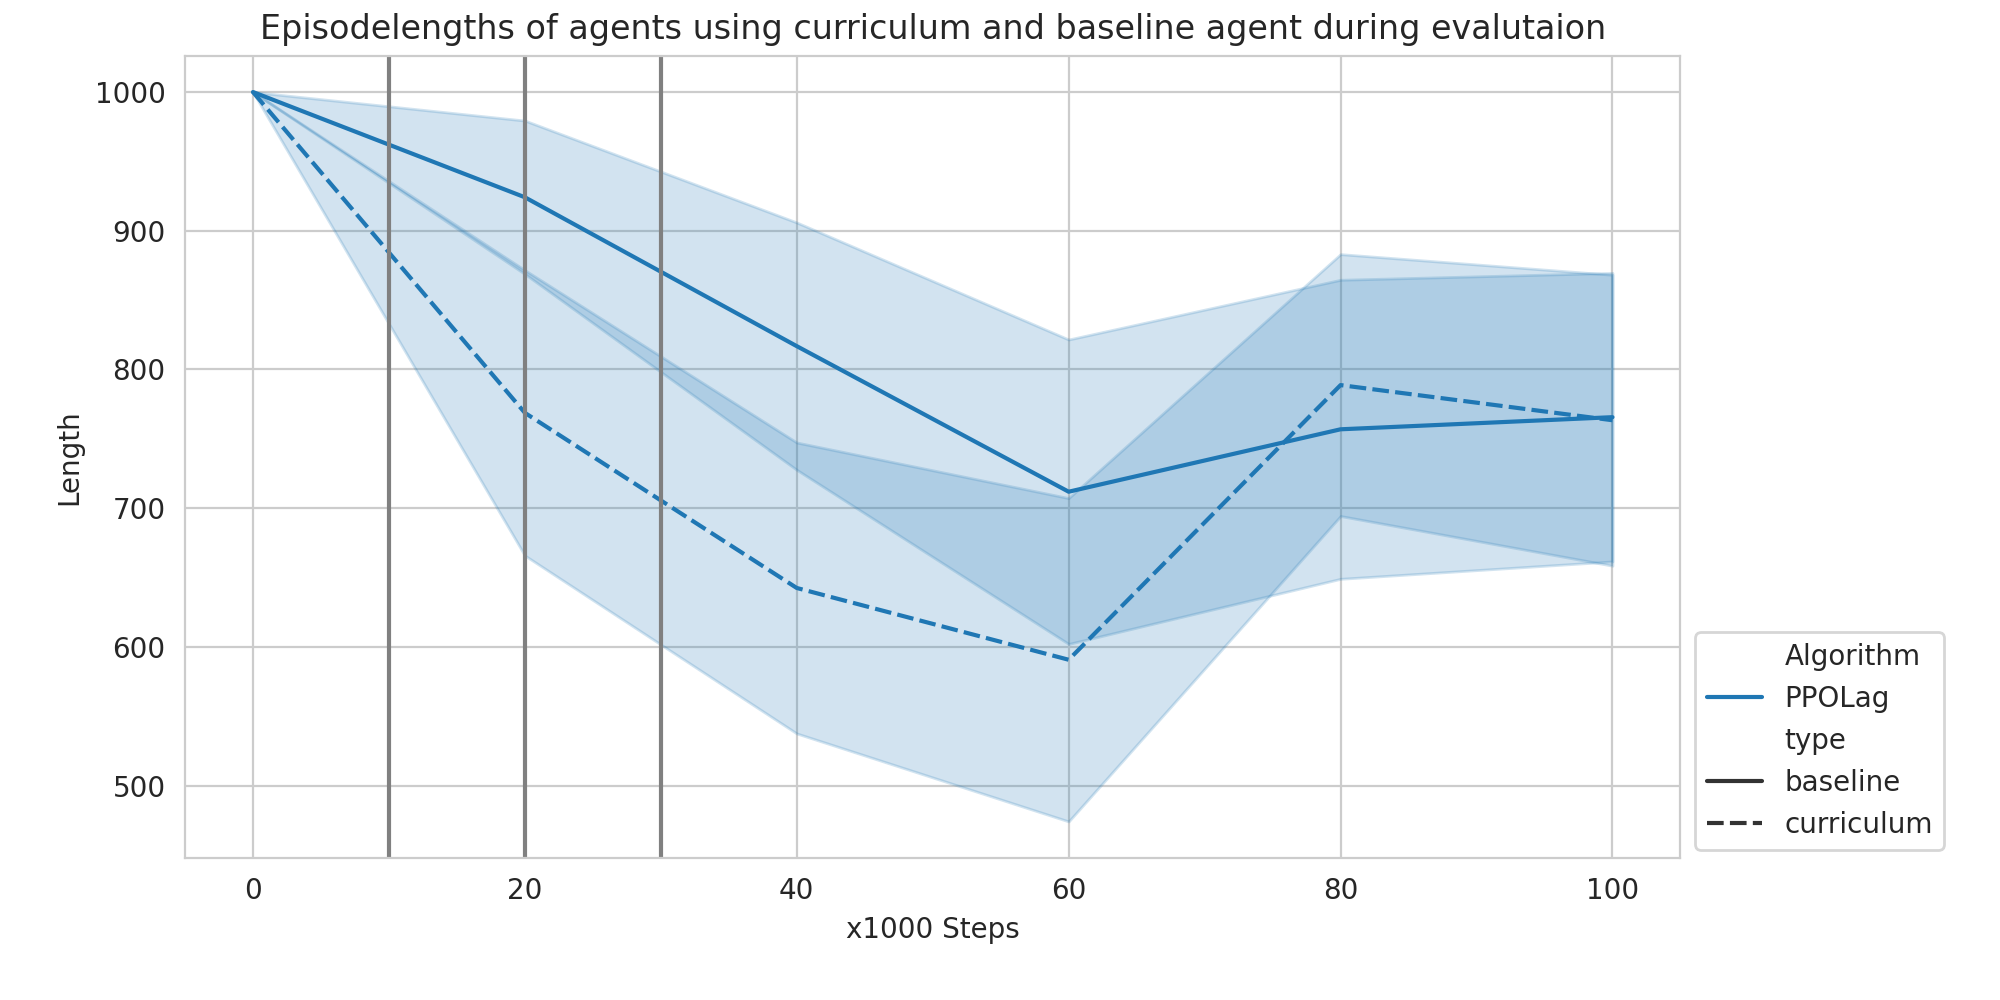 Episodelengths of agents using curriculum and baseline agent during evalutaion
1000
900
800
700
600
500
Length
0 20 40 60 80 100
x1000 Steps
Algorithm
PPOLag
type
baseline
curriculum